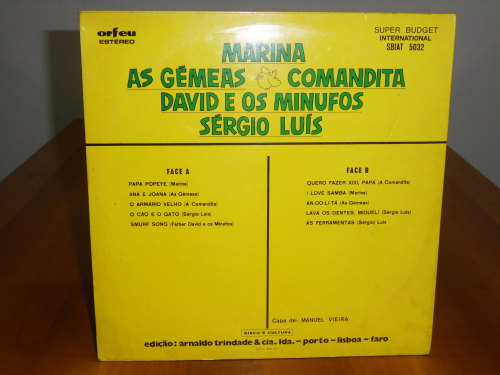 orfeu
ESTÉREO
SUPER BUDGET
INTERNATIONAL
SBIAT 5032
MARINA
AS GÉMEAS COMANDITA
DAVID E OS MINUFOS
SÉRGIO LUÍS
FACE A
PAPA POPEYE (Marina)
ANA E JOANA (As Gémeas)
O ARMÁRIO VELHO (A Comandita)
O CÃO E O GATO (Sérgio Luís)
SMURF SONG (Father David e os Minufos)
FACE B
QUERO FAZER XIXI, PAPÁ (A Comandita)
I LOVE SAMBA (Marina)
AN-DO-LI-TÁ (As Gémeas)
LAVA OS DENTES, MIGUEL! (Sérgio Luís)
AS FERRAMENTAS (Sérgio) Luís
Capa de: MANUEL VIEIRA
DISCO É CULTURA
edição: arnaldo trindade & cia. lda. – porto – lisboa – faro